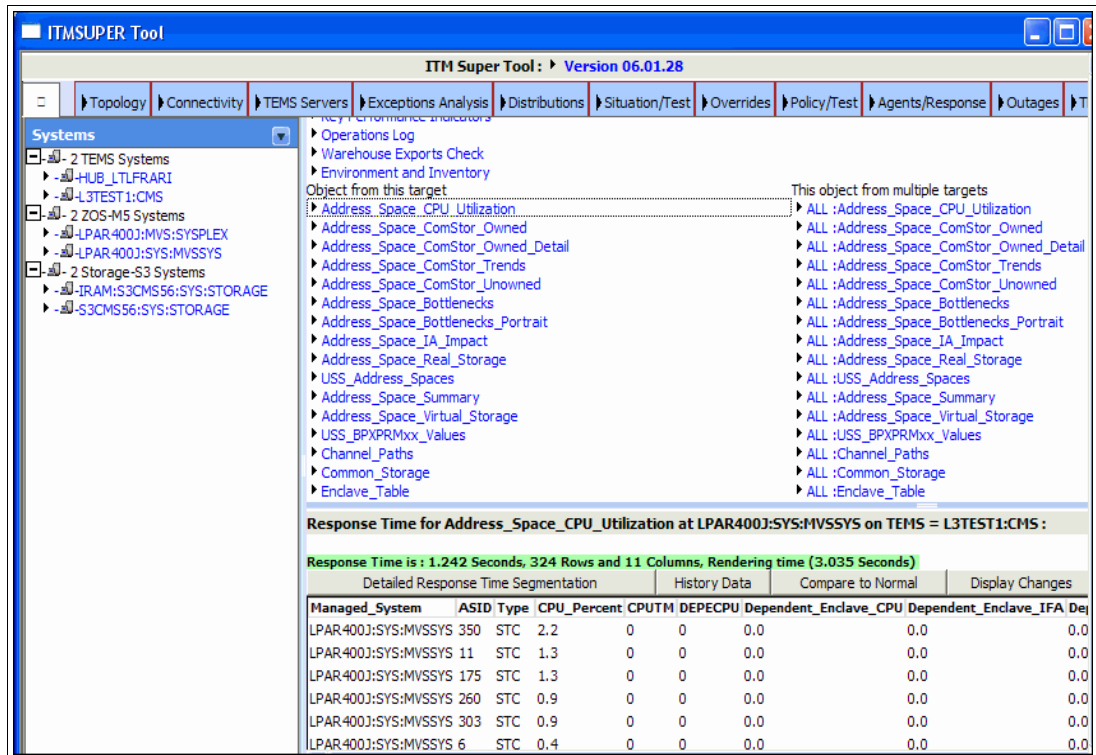 ITMSUPER Tool
ITM Super Tool : Version 06.01.28
Topology Connectivity TEMS Servers Exceptions Analysis Distributions Situation/Test Overrides Policy/Test Agents/Response Outages T
Systems
- 2 TEMS Systems
-HUB_LTLFRARI
-L3TEST1:CMS
- 2 ZOS-M5 Systems
-LPAR400J:MVS:SYSPLEX
-LPAR400J:SYS:MVSSYS
- 2 Storage-S3 Systems
-IRAM:S3CMS56:SYS:STORAGE
-S3CMS56:SYS:STORAGE
Key Performance Indicators
Operations Log
Warehouse Exports Check
Environment and Inventory
Object from this target This object from multiple targets
Address_Space_CPU_Utilization ALL :Address_Space_CPU_Utilization
Address_Space_ComStor_Owned ALL :Address_Space_ComStor_Owned
Address_Space_ComStor_Owned_Detail ALL :Address_Space_ComStor_Owned_Detail
Address_Space_ComStor_Trends ALL :Address_Space_ComStor_Trends
Address_Space_ComStor_Unowned ALL :Address_Space_ComStor_Unowned
Address_Space_Bottlenecks ALL :Address_Space_Bottlenecks
Address_Space_Bottlenecks_Portrait ALL :Address_Space_Bottlenecks_Portrait
Address_Space_IA_Impact ALL :Address_Space_IA_Impact
Address_Space_Real_Storage ALL :Address_Space_Real_Storage
USS_Address_Spaces ALL :USS_Address_Spaces
Address_Space_Summary ALL :Address_Space_Summary
Address_Space_Virtual_Storage ALL :Address_Space_Virtual_Storage
USS_BPXPRMxx_Values ALL :USS_BPXPRMxx_Values
Channel_Paths ALL :Channel_Paths
Common_Storage ALL :Common_Storage
Enclave_Table ALL :Enclave_Table
Response Time for Address_Space_CPU_Utilization at LPAR400J:SYS:MVSSYS on TEMS = L3TEST1:CMS :
Response Time is : 1.242 Seconds, 324 Rows and 11 Columns, Rendering time (3.035 Seconds)
Detailed Response Time Segmentation History Data Compare to Normal Display Changes
Managed_System ASID Type CPU_Percent CPUTM DEPECPU Dependent_Enclave_CPU Dependent_Enclave_IFA Dep
LPAR400J:SYS:MVSSYS 350 STC 2.2 0 0 0.0 0.0 0.0
LPAR400J:SYS:MVSSYS 11 STC 1.3 0 0 0.0 0.0 0.0
LPAR400J:SYS:MVSSYS 175 STC 1.3 0 0 0.0 0.0 0.0
LPAR400J:SYS:MVSSYS 260 STC 0.9 0 0 0.0 0.0 0.0
LPAR400J:SYS:MVSSYS 303 STC 0.9 0 0 0.0 0.0 0.0
LPAR400J:SYS:MVSSYS 6 STC 0.4 0 0 0.0 0.0 0.0